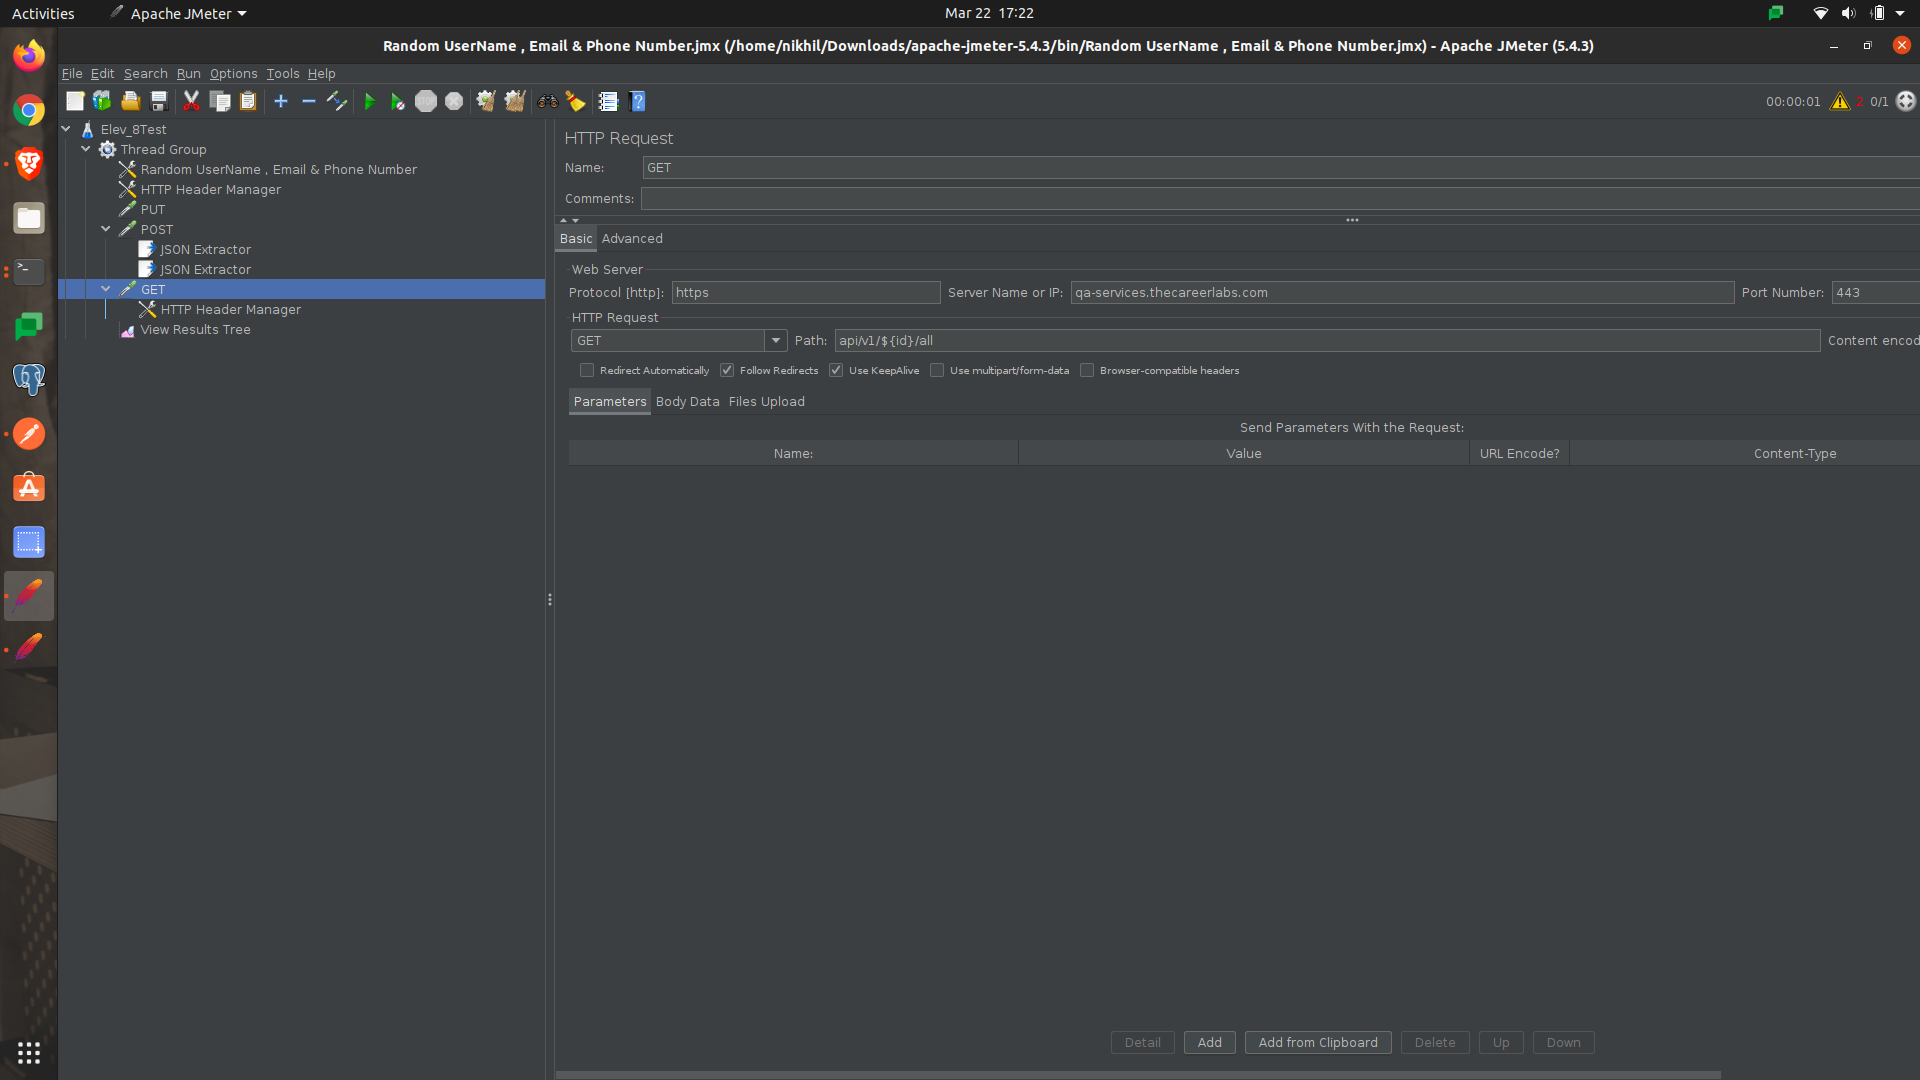 Activities
Apache JMeter
Mar 22 17:22
Random UserName , Email & Phone Number.jmx (/home/nikhil/Downloads/apache-jmeter-5.4.3/bin/Random UserName , Email & Phone Number.jmx) - Apache JMeter (5.4.3)
File Edit Search Run Options Tools Help
STOP
00:00:01 2 0/1
Elev_8Test
Thread Group
Random UserName , Email & Phone Number
HTTP Header Manager
PUT
POST
JSON Extractor
JSON Extractor
GET
HTTP Header Manager
View Results Tree
HTTP Request
Name: GET
Comments:
Basic Advanced
Web Server
Protocol [http]: https Server Name or IP: qa-services.thecareerlabs.com Port Number: 443
HTTP Request
GET Path: api/v1/${id}/all Content encod
Redirect Automatically Follow Redirects Use KeepAlive Use multipart/form-data Browser-compatible headers
Parameters Body Data Files Upload
Send Parameters With the Request:
Name: Value URL Encode? Content-Type
Detail Add Add from Clipboard Delete Up Down